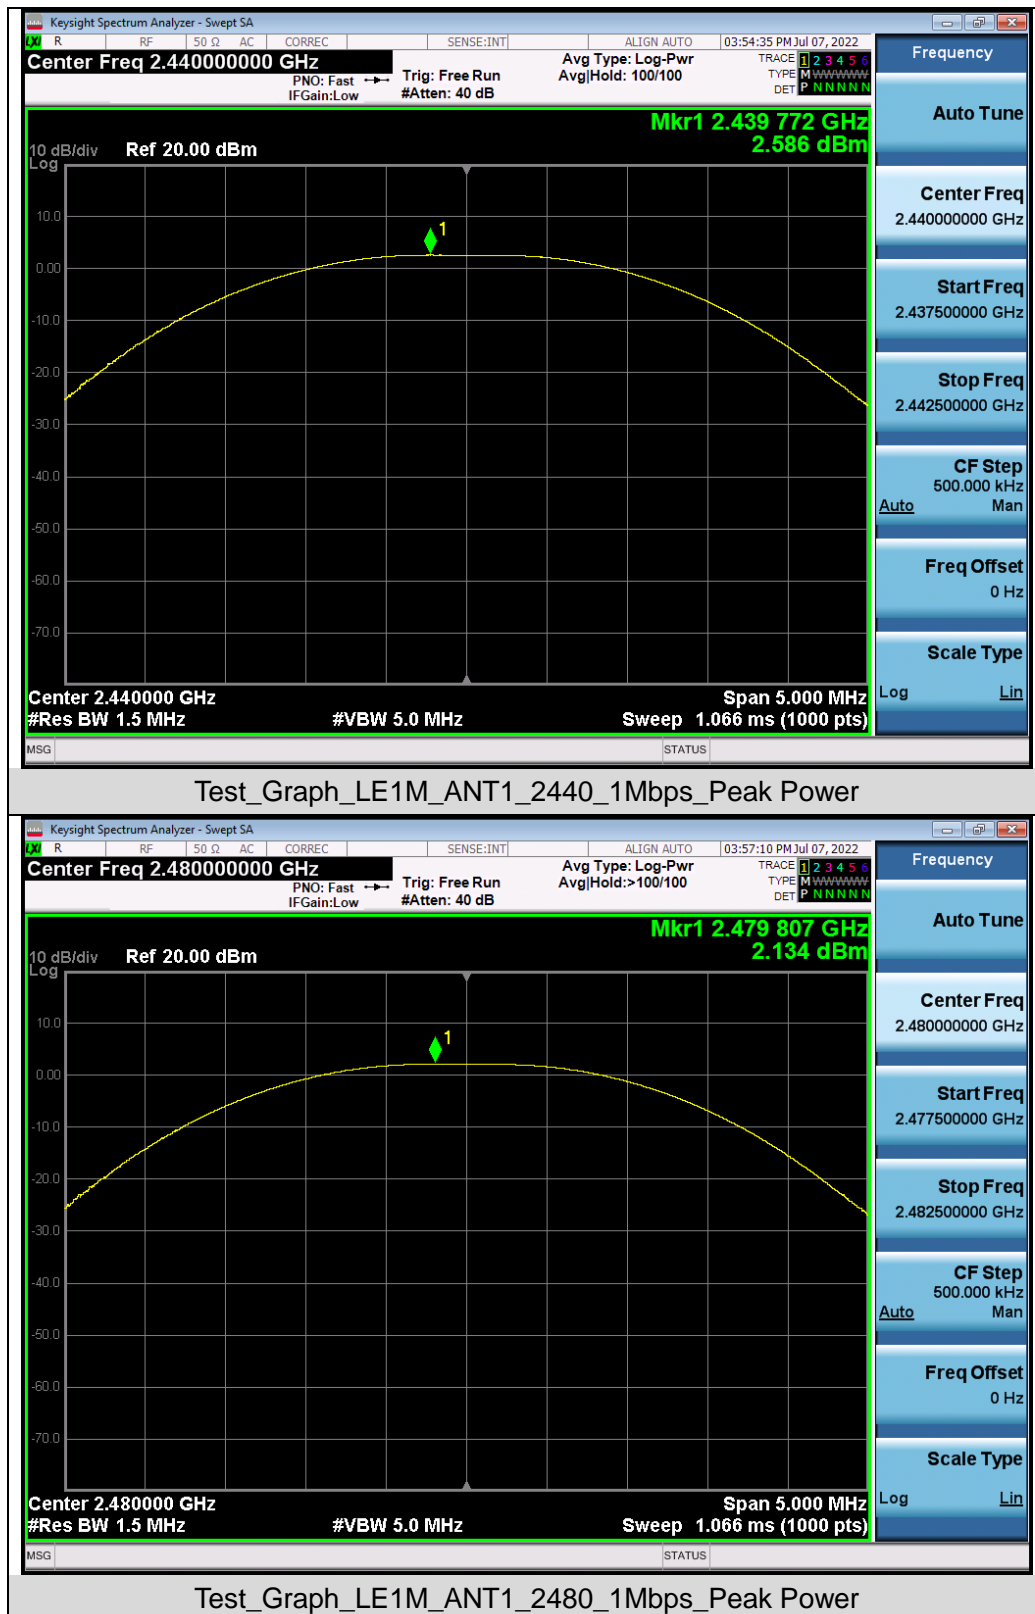 Keysight Spectrum Analyzer - Swept SA
LXI R RF 50 Ω AC CORREC SENSE:INT ALIGN AUTO 03:54:35 PM Jul 07, 2022
Center Freq 2.440000000 GHz
PNO: Fast IFGain:Low
Trig: Free Run
#Atten: 40 dB
Avg Type: Log-Pwr
Avg|Hold: 100/100
TRACE 1 2 3 4 5 6
TYPE M W W W W W
DET P N N N N N
Mkr1 2.439 772 GHz
2.586 dBm
10 dB/div Ref 20.00 dBm
Log
10.0
0.00
-10.0
-20.0
-30.0
-40.0
-50.0
-60.0
-70.0
1
Center 2.440000 GHz Span 5.000 MHz
#Res BW 1.5 MHz #VBW 5.0 MHz Sweep 1.066 ms (1000 pts)
MSG STATUS
Frequency
Auto Tune
Center Freq
2.440000000 GHz
Start Freq
2.437500000 GHz
Stop Freq
2.442500000 GHz
CF Step
500.000 kHz
Auto Man
Freq Offset
0 Hz
Scale Type
Log Lin
Test_Graph_LE1M_ANT1_2440_1Mbps_Peak Power
Keysight Spectrum Analyzer - Swept SA
LXI R RF 50 Ω AC CORREC SENSE:INT ALIGN AUTO 03:57:10 PM Jul 07, 2022
Center Freq 2.480000000 GHz
PNO: Fast IFGain:Low
Trig: Free Run
#Atten: 40 dB
Avg Type: Log-Pwr
Avg|Hold:>100/100
TRACE 1 2 3 4 5 6
TYPE M W W W W W
DET P N N N N N
Mkr1 2.479 807 GHz
2.134 dBm
10 dB/div Ref 20.00 dBm
Log
10.0
0.00
-10.0
-20.0
-30.0
-40.0
-50.0
-60.0
-70.0
1
Center 2.480000 GHz Span 5.000 MHz
#Res BW 1.5 MHz #VBW 5.0 MHz Sweep 1.066 ms (1000 pts)
MSG STATUS
Frequency
Auto Tune
Center Freq
2.480000000 GHz
Start Freq
2.477500000 GHz
Stop Freq
2.482500000 GHz
CF Step
500.000 kHz
Auto Man
Freq Offset
0 Hz
Scale Type
Log Lin
Test_Graph_LE1M_ANT1_2480_1Mbps_Peak Power